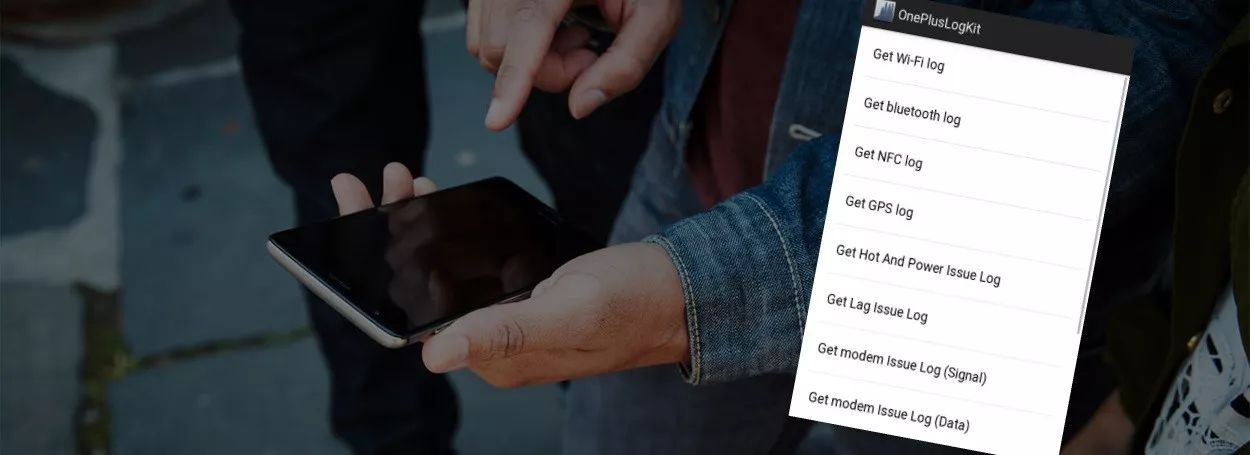 OnePlusLogKit
Get Wi-Fi log
Get bluetooth log
Get NFC log
Get GPS log
Get Hot And Power Issue Log
Get Lag Issue Log
Get modem Issue Log (Signal)
Get modem Issue Log (Data)